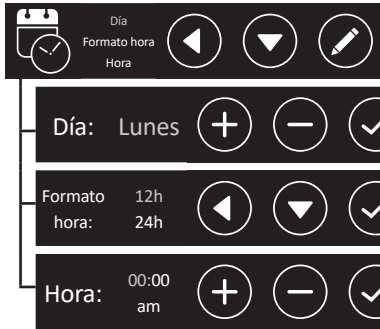 Día
Formato hora
Hora
Día: Lunes
Formato 12h
hora: 24h
Hora: 00:00
am